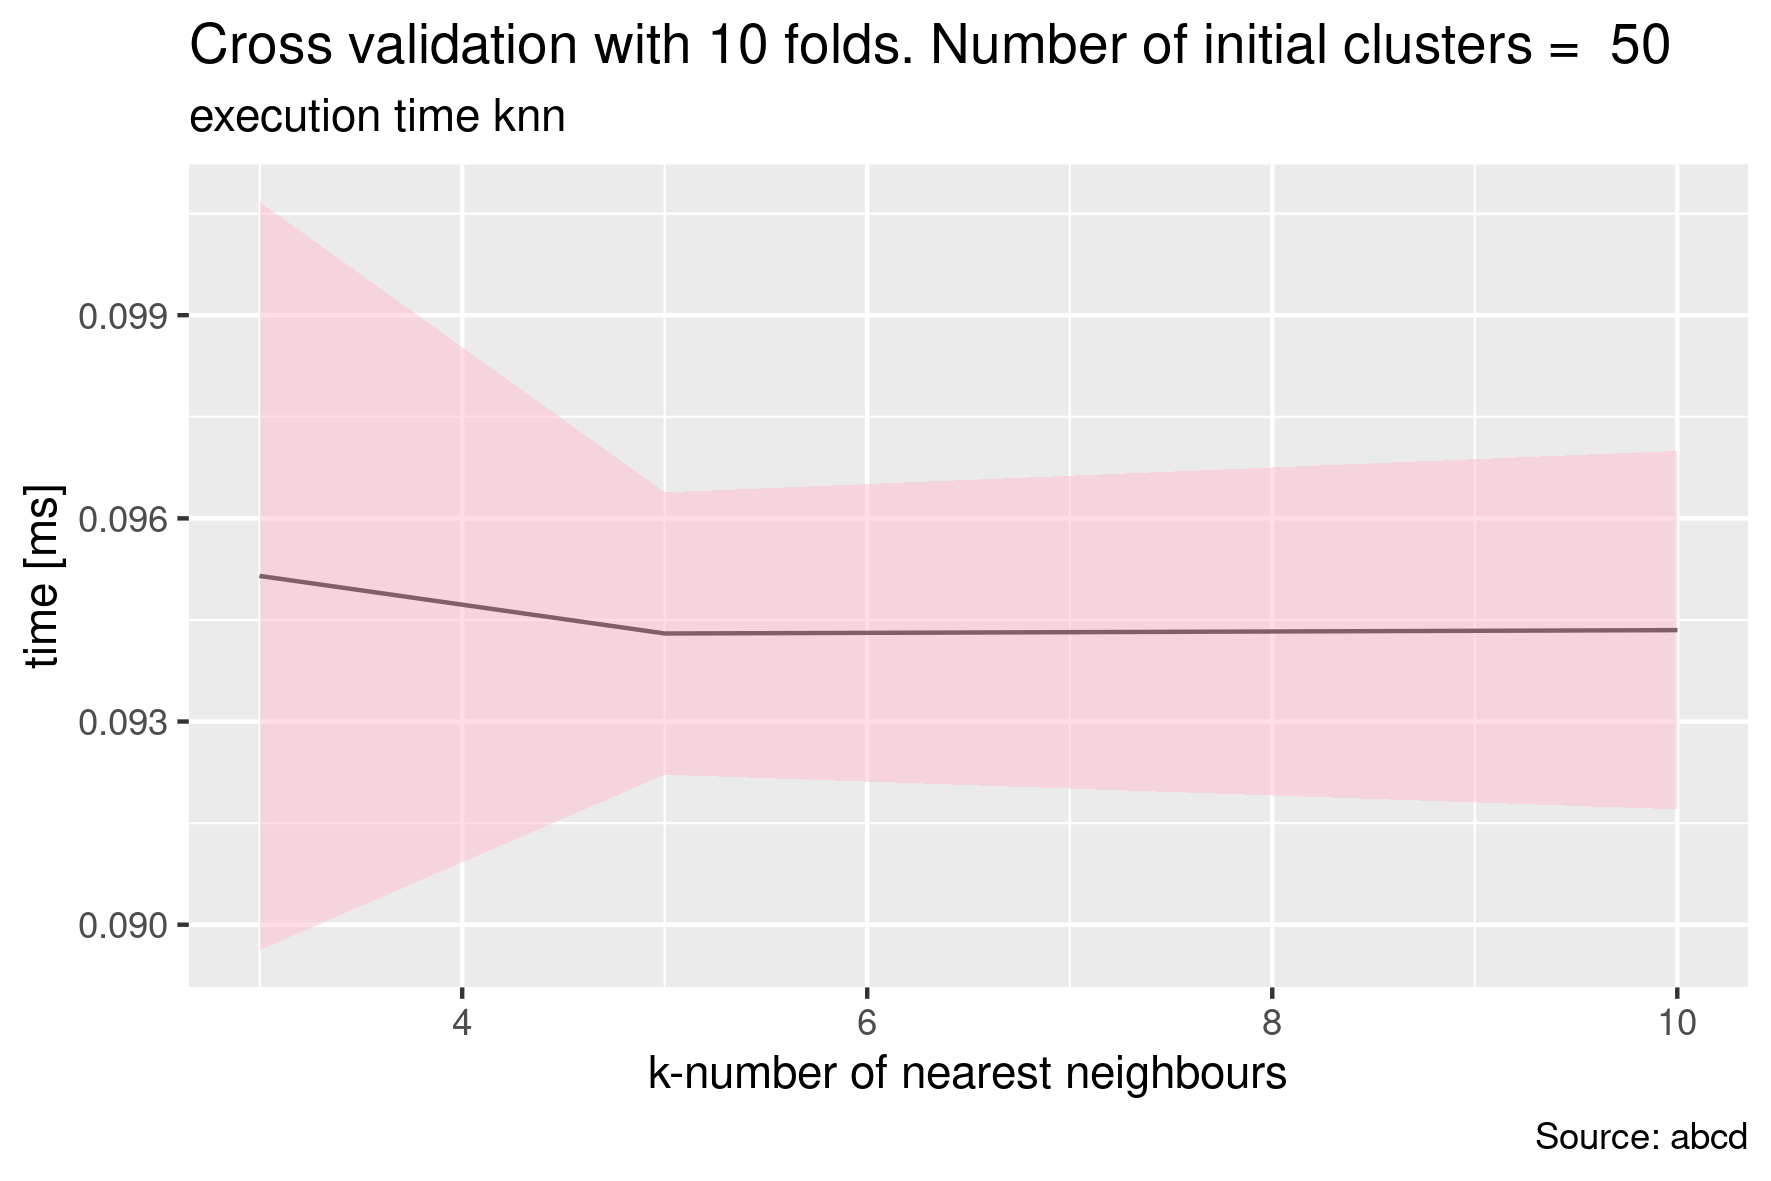 Cross validation with 10 folds. Number of initial clusters =  50
execution time knn
time [ms]
0.099
0.096
0.093
0.090
4 6 8 10
k-number of nearest neighbours
Source: abcd